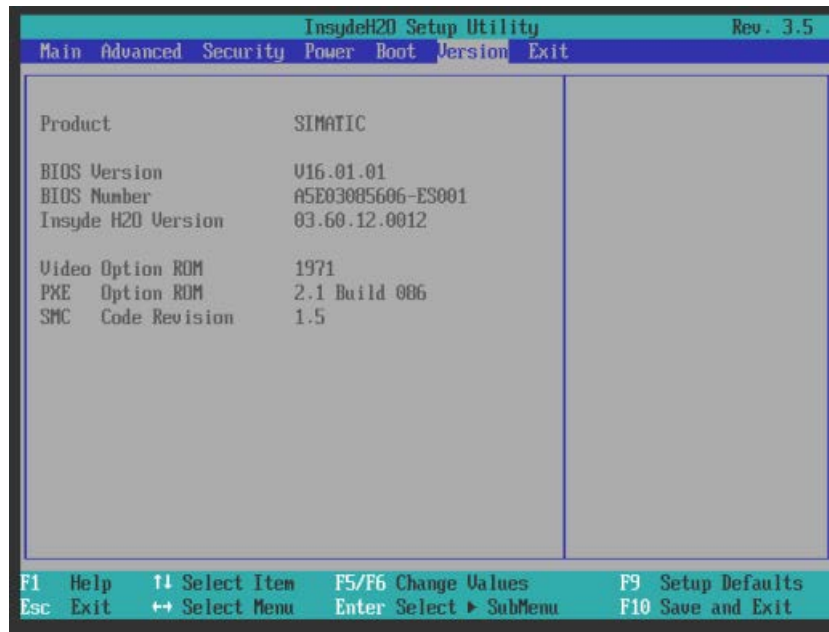 InsydeH2O Setup Utility Rev. 3.5
Main Advanced Security Power Boot Version Exit
Product SIMATIC
BIOS Version V16.01.01
BIOS Number A5E03085606-ES001
Insyde H2O Version 03.60.12.0012
Video Option ROM 1971
PXE Option ROM 2.1 Build 086
SMC Code Revision 1.5
F1 Help ↑↓ Select Item F5/F6 Change Values F9 Setup Defaults
Esc Exit ↔ Select Menu Enter Select ▶ SubMenu F10 Save and Exit